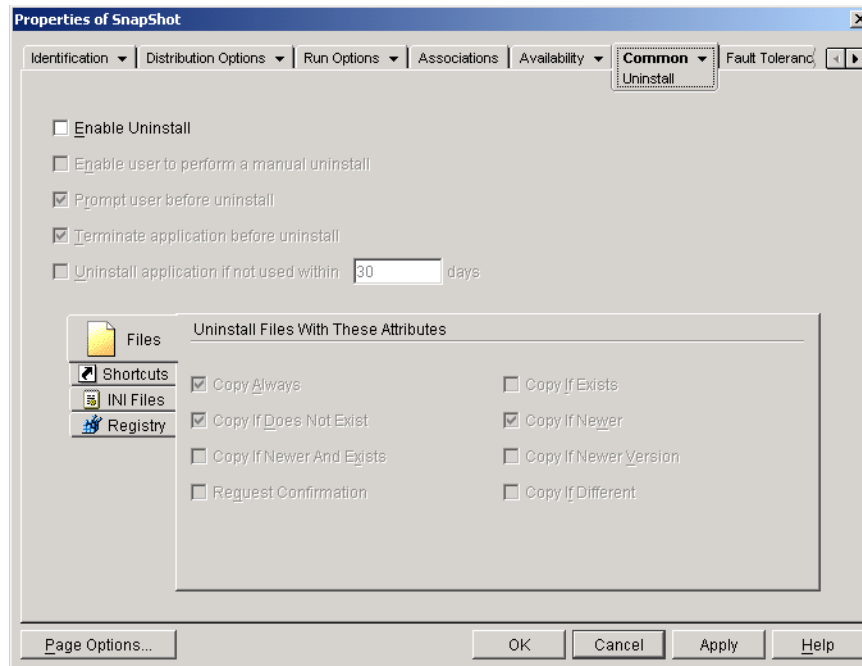 Properties of SnapShot
Identification
Distribution Options
Run Options
Associations
Availability
Common
Fault Toleranc
Uninstall
Enable Uninstall
Enable user to perform a manual uninstall
Prompt user before uninstall
Terminate application before uninstall
Uninstall application if not used within 30 days
Files
Shortcuts
INI Files
Registry
Uninstall Files With These Attributes
Copy Always
Copy If Exists
Copy If Does Not Exist
Copy If Newer
Copy If Newer And Exists
Copy If Newer Version
Request Confirmation
Copy If Different
Page Options...
OK
Cancel
Apply
Help